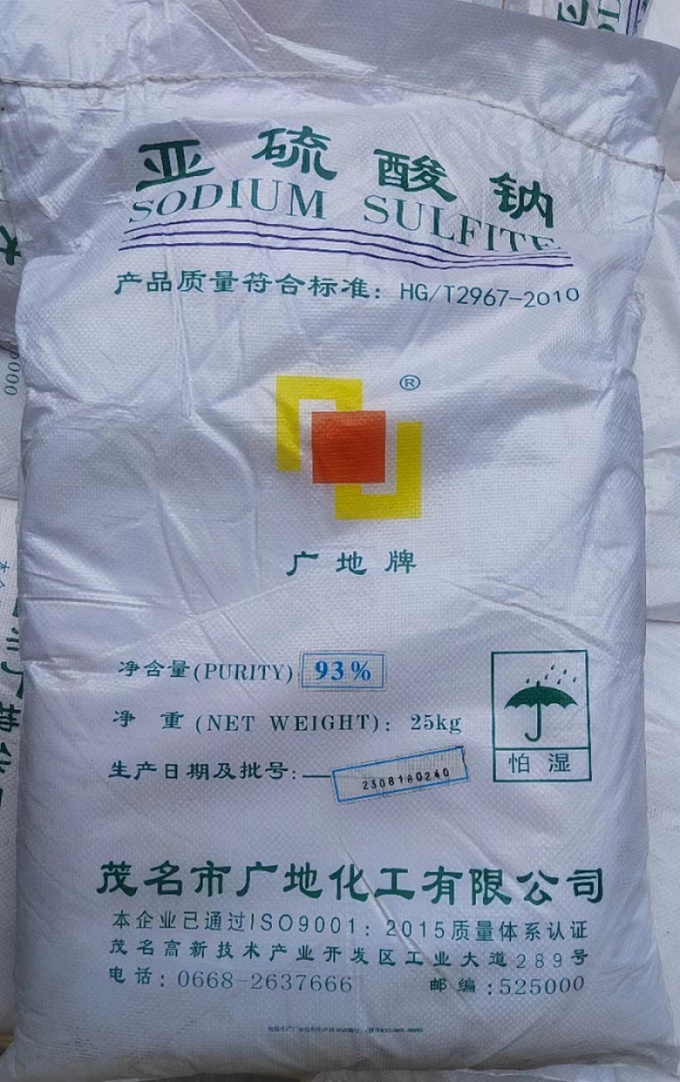 亚硫酸钠
SODIUM SULFITE
产品质量符合标准：HG/T2967-2010
®
广地牌
净含量(PURITY) 93%
净 重(NET WEIGHT)：25kg
生产日期及批号：—2308160240
怕 湿
茂名市广地化工有限公司
本企业已通过ISO9001：2015质量体系认证
茂名高新技术产业开发区工业大道289号
电话：0668-2637666 邮编：525000